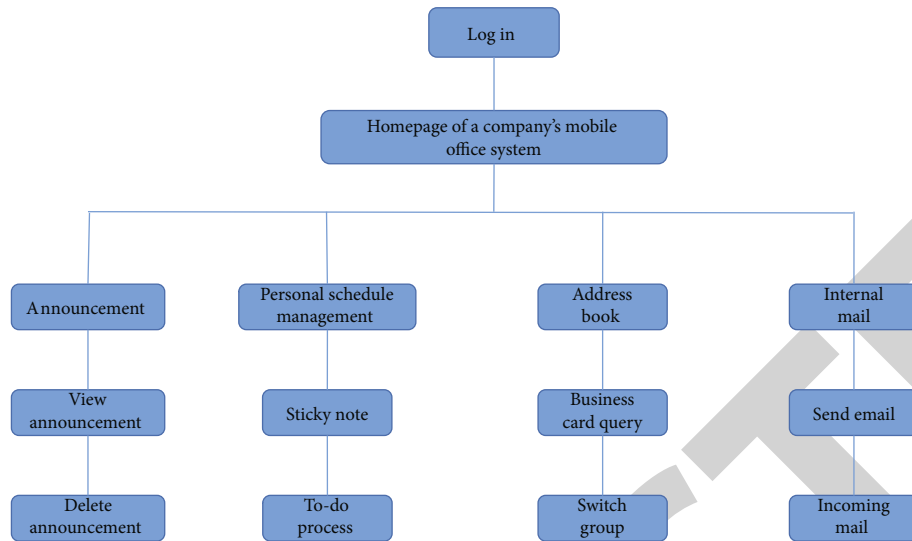 Log in
Homepage of a company's mobile
office system
Announcement
Personal schedule
management
Address
book
Internal
mail
View
announcement
Sticky note
Business
card query
Send email
Delete
announcement
To-do
process
Switch
group
Incoming
mail